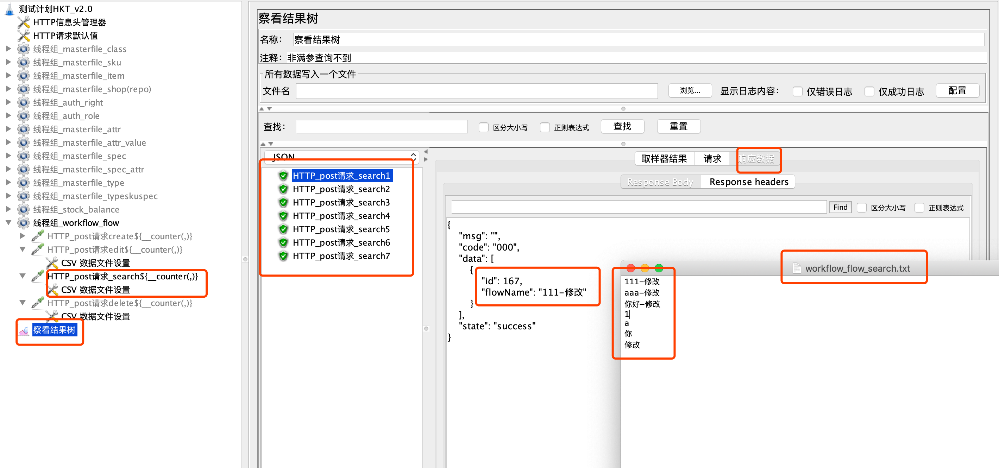 测试计划HKT_v2.0
HTTP信息头管理器
HTTP请求默认值
线程组_masterfile_class
线程组_masterfile_sku
线程组_masterfile_item
线程组_masterfile_shop(repo)
线程组_auth_right
线程组_auth_role
线程组_masterfile_attr
线程组_masterfile_attr_value
线程组_masterfile_spec
线程组_masterfile_spec_attr
线程组_masterfile_type
线程组_masterfile_typeskuspec
线程组_stock_balance
线程组_workflow_flow
HTTP_post请求create${__counter(,)}
HTTP_post请求edit${__counter(,)}
CSV 数据文件设置
HTTP_post请求_search${__counter(,)}
CSV 数据文件设置
HTTP_post请求delete${__counter(,)}
CSV 数据文件设置
察看结果树
察看结果树
名称： 察看结果树
注释： 非满参查询不到
所有数据写入一个文件
文件名 浏览... 显示日志内容： 仅错误日志 仅成功日志 配置
查找： 区分大小写 正则表达式 查找 重置
JSON
HTTP_post请求_search1
HTTP_post请求_search2
HTTP_post请求_search3
HTTP_post请求_search4
HTTP_post请求_search5
HTTP_post请求_search6
HTTP_post请求_search7
取样器结果 请求 响应数据
Response Body Response headers
Find 区分大小写 正则表达式
{
"msg": "",
"code": "000",
"data": [
{
"id": 167,
"flowName": "111-修改"
}
],
"state": "success"
}
workflow_flow_search.txt
111-修改
aaa-修改
你好-修改
1
a
你
修改